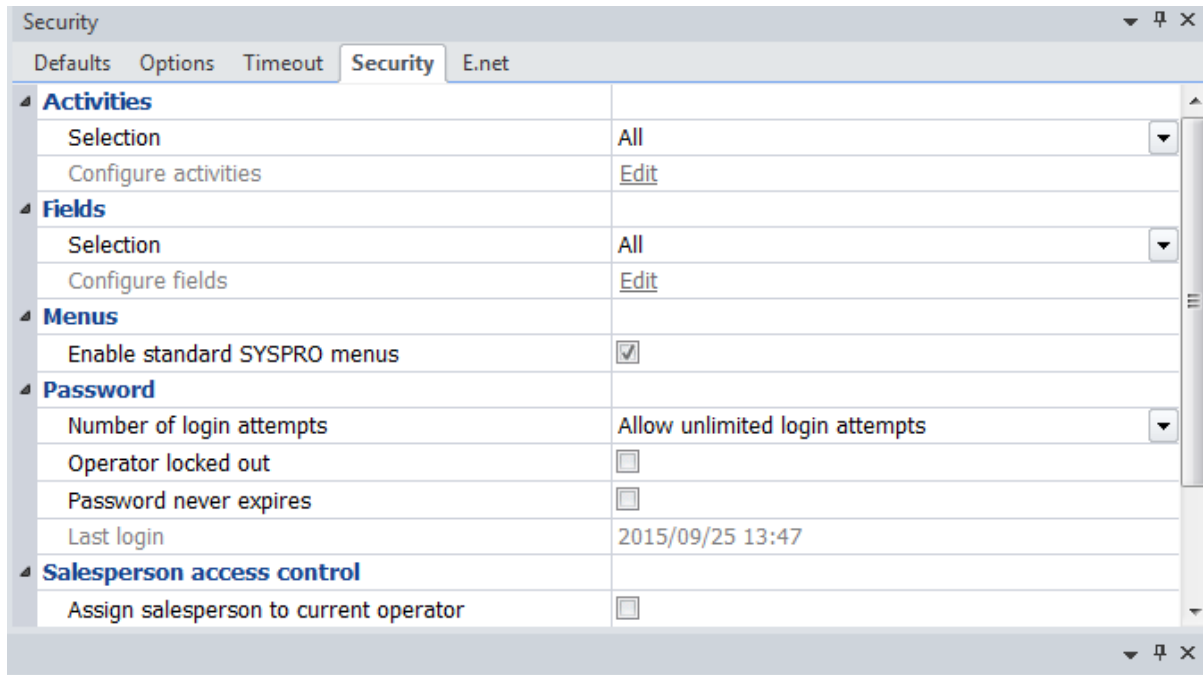 Security
Defaults Options Timeout Security E.net
Activities
Selection All
Configure activities Edit
Fields
Selection All
Configure fields Edit
Menus
Enable standard SYSPRO menus
Password
Number of login attempts Allow unlimited login attempts
Operator locked out
Password never expires
Last login 2015/09/25 13:47
Salesperson access control
Assign salesperson to current operator